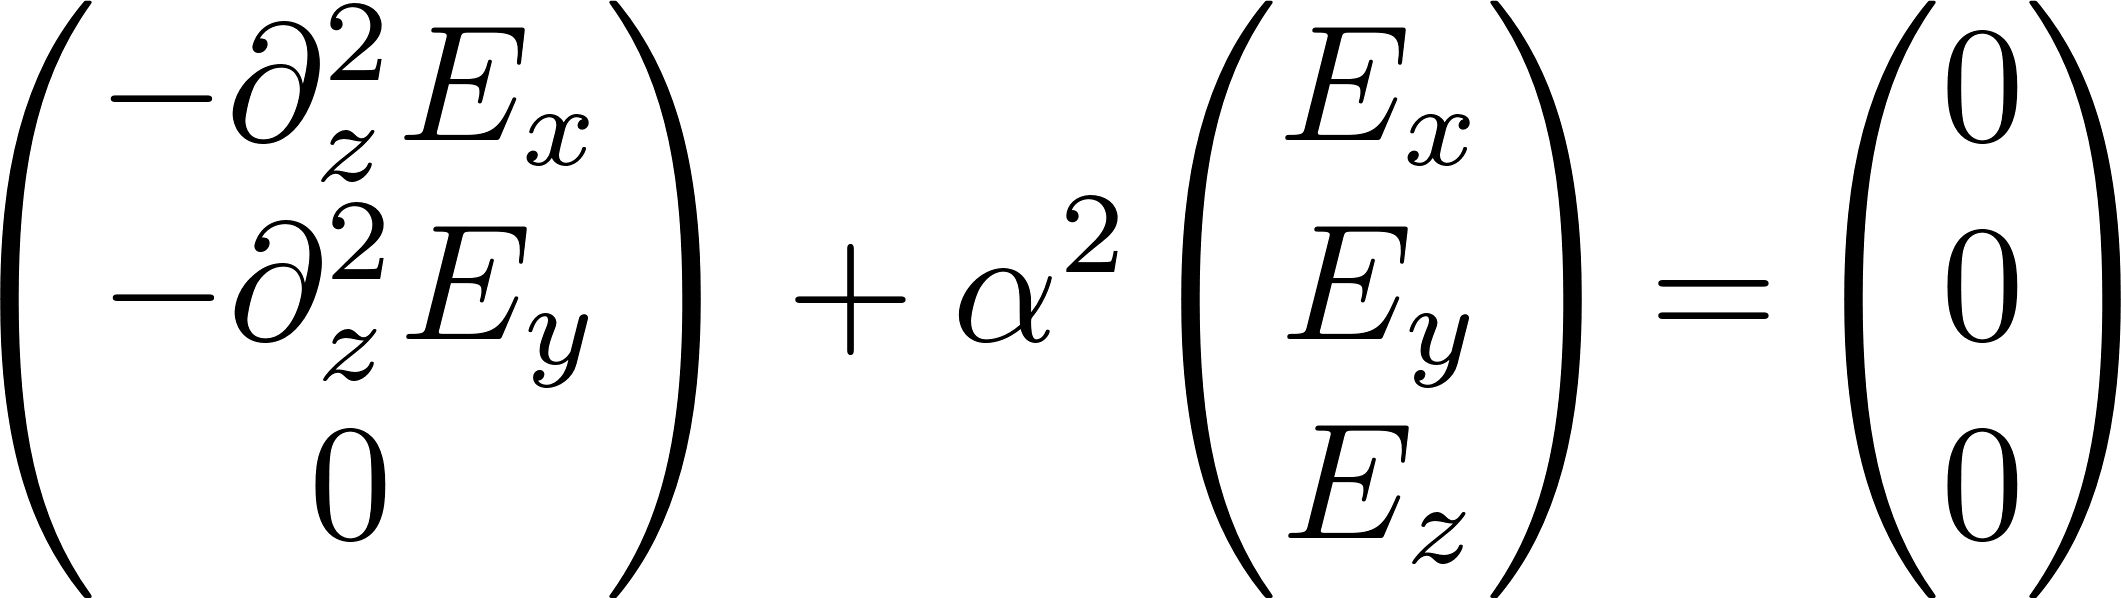 \begin{pmatrix} -\partial_z^2 E_x \\ -\partial_z^2 E_y \\ 0 \end{pmatrix} + \alpha^2 \begin{pmatrix} E_x \\ E_y \\ E_z \end{pmatrix} = \begin{pmatrix} 0 \\ 0 \\ 0 \end{pmatrix}